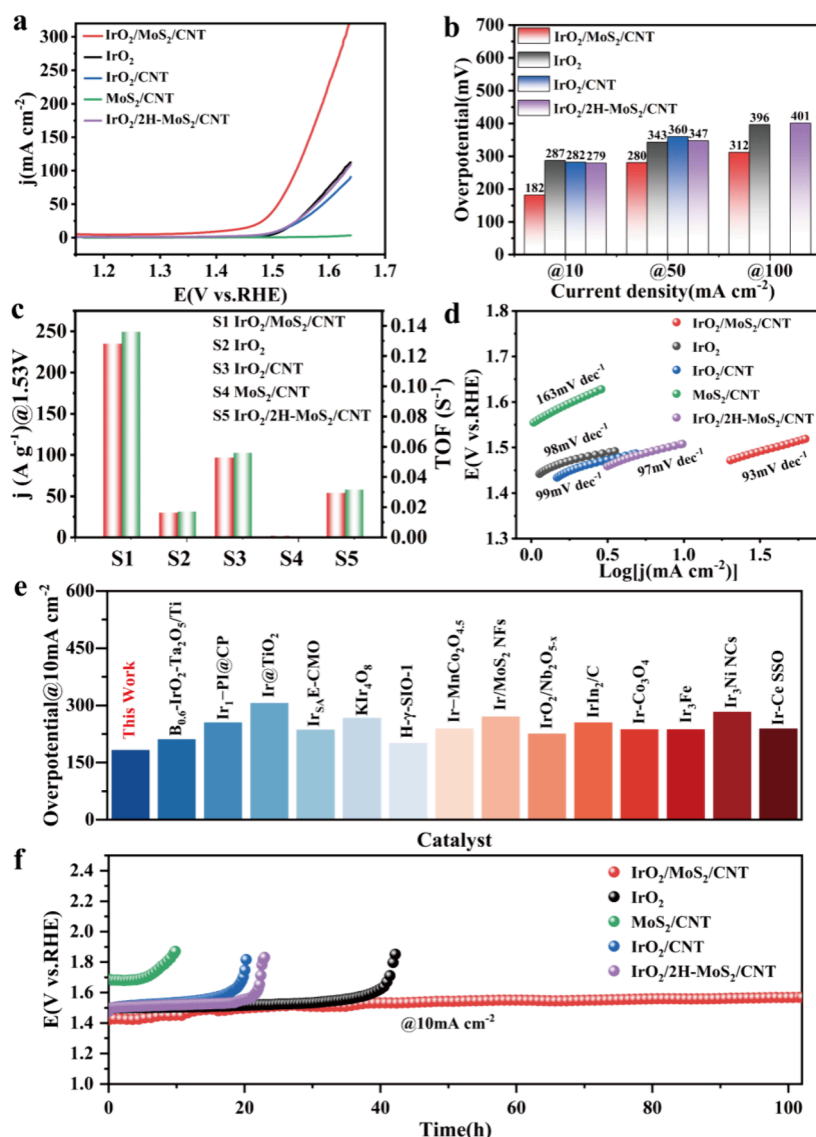 a
300
250
200
150
100
50
0
j(mA cm⁻²)
IrO₂/MoS₂/CNT
IrO₂
IrO₂/CNT
MoS₂/CNT
IrO₂/2H-MoS₂/CNT
1.2 1.3 1.4 1.5 1.6 1.7
E(V vs.RHE)
b
700
600
500
400
300
200
100
0
Overpotential(mV)
IrO₂/MoS₂/CNT
IrO₂
IrO₂/CNT
IrO₂/2H-MoS₂/CNT
182 287 282 279
280 343 360 347
312 396 401
@10 @50 @100
Current density(mA cm⁻²)
c
250
200
150
100
50
0
j (A g⁻¹)@1.53V
S1 IrO₂/MoS₂/CNT
S2 IrO₂
S3 IrO₂/CNT
S4 MoS₂/CNT
S5 IrO₂/2H-MoS₂/CNT
0.14
0.12
0.10
0.08
0.06
0.04
0.02
0.00
TOF (S⁻¹)
S1 S2 S3 S4 S5
d
1.8
1.7
1.6
1.5
1.4
1.3
E(V vs.RHE)
IrO₂/MoS₂/CNT
IrO₂
IrO₂/CNT
MoS₂/CNT
IrO₂/2H-MoS₂/CNT
163mV dec⁻¹
98mV dec⁻¹
99mV dec⁻¹
97mV dec⁻¹
93mV dec⁻¹
0.0 0.5 1.0 1.5
Log[j(mA cm⁻²)]
e
600
450
300
150
0
Overpotential@10mA cm⁻²
This Work
B₀.₆-IrO₂-Ta₂O₅/Ti
Ir₁–PI@CP
Ir@TiO₂
Ir_SA E-CMO
KIr₄O₈
H-γ-SIO-1
Ir–MnCo₂O₄.₅
Ir/MoS₂ NFs
IrO₂/Nb₂O₅₋ₓ
IrIn₂/C
Ir-Co₃O₄
Ir₃Fe
Ir₃Ni NCs
Ir-Ce SSO
Catalyst
f
2.4
2.2
2.0
1.8
1.6
1.4
1.2
1.0
E(V vs.RHE)
IrO₂/MoS₂/CNT
IrO₂
MoS₂/CNT
IrO₂/CNT
IrO₂/2H-MoS₂/CNT
@10mA cm⁻²
0 20 40 60 80 100
Time(h)